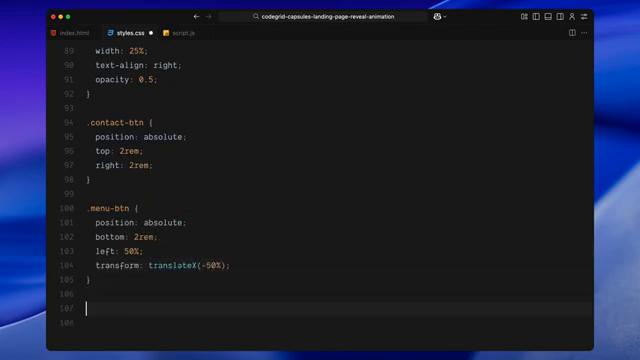 codegrid-capsules-landing-page-reveal-animation
index.html
styles.css
script.js
89 width: 25%;
90 text-align: right;
91 opacity: 0.5;
92 }
93
94 .contact-btn {
95 position: absolute;
96 top: 2rem;
97 right: 2rem;
98 }
99
100 .menu-btn {
101 position: absolute;
102 bottom: 2rem;
103 left: 50%;
104 transform: translateX(-50%);
105 }
106
107
108